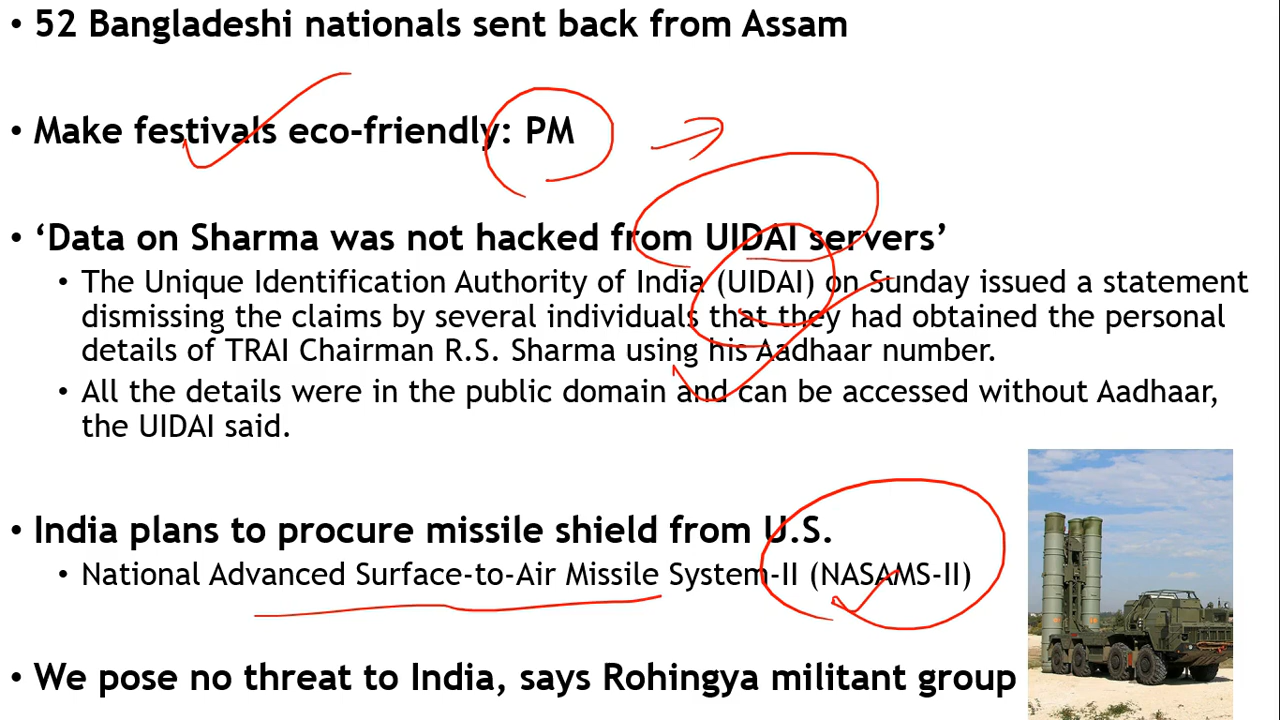 • 52 Bangladeshi nationals sent back from Assam
• Make festivals eco-friendly: PM
• ‘Data on Sharma was not hacked from UIDAI servers’
• The Unique Identification Authority of India (UIDAI) on Sunday issued a statement
dismissing the claims by several individuals that they had obtained the personal
details of TRAI Chairman R.S. Sharma using his Aadhaar number.
• All the details were in the public domain and can be accessed without Aadhaar,
the UIDAI said.
• India plans to procure missile shield from U.S.
• National Advanced Surface-to-Air Missile System-II (NASAMS-II)
• We pose no threat to India, says Rohingya militant group